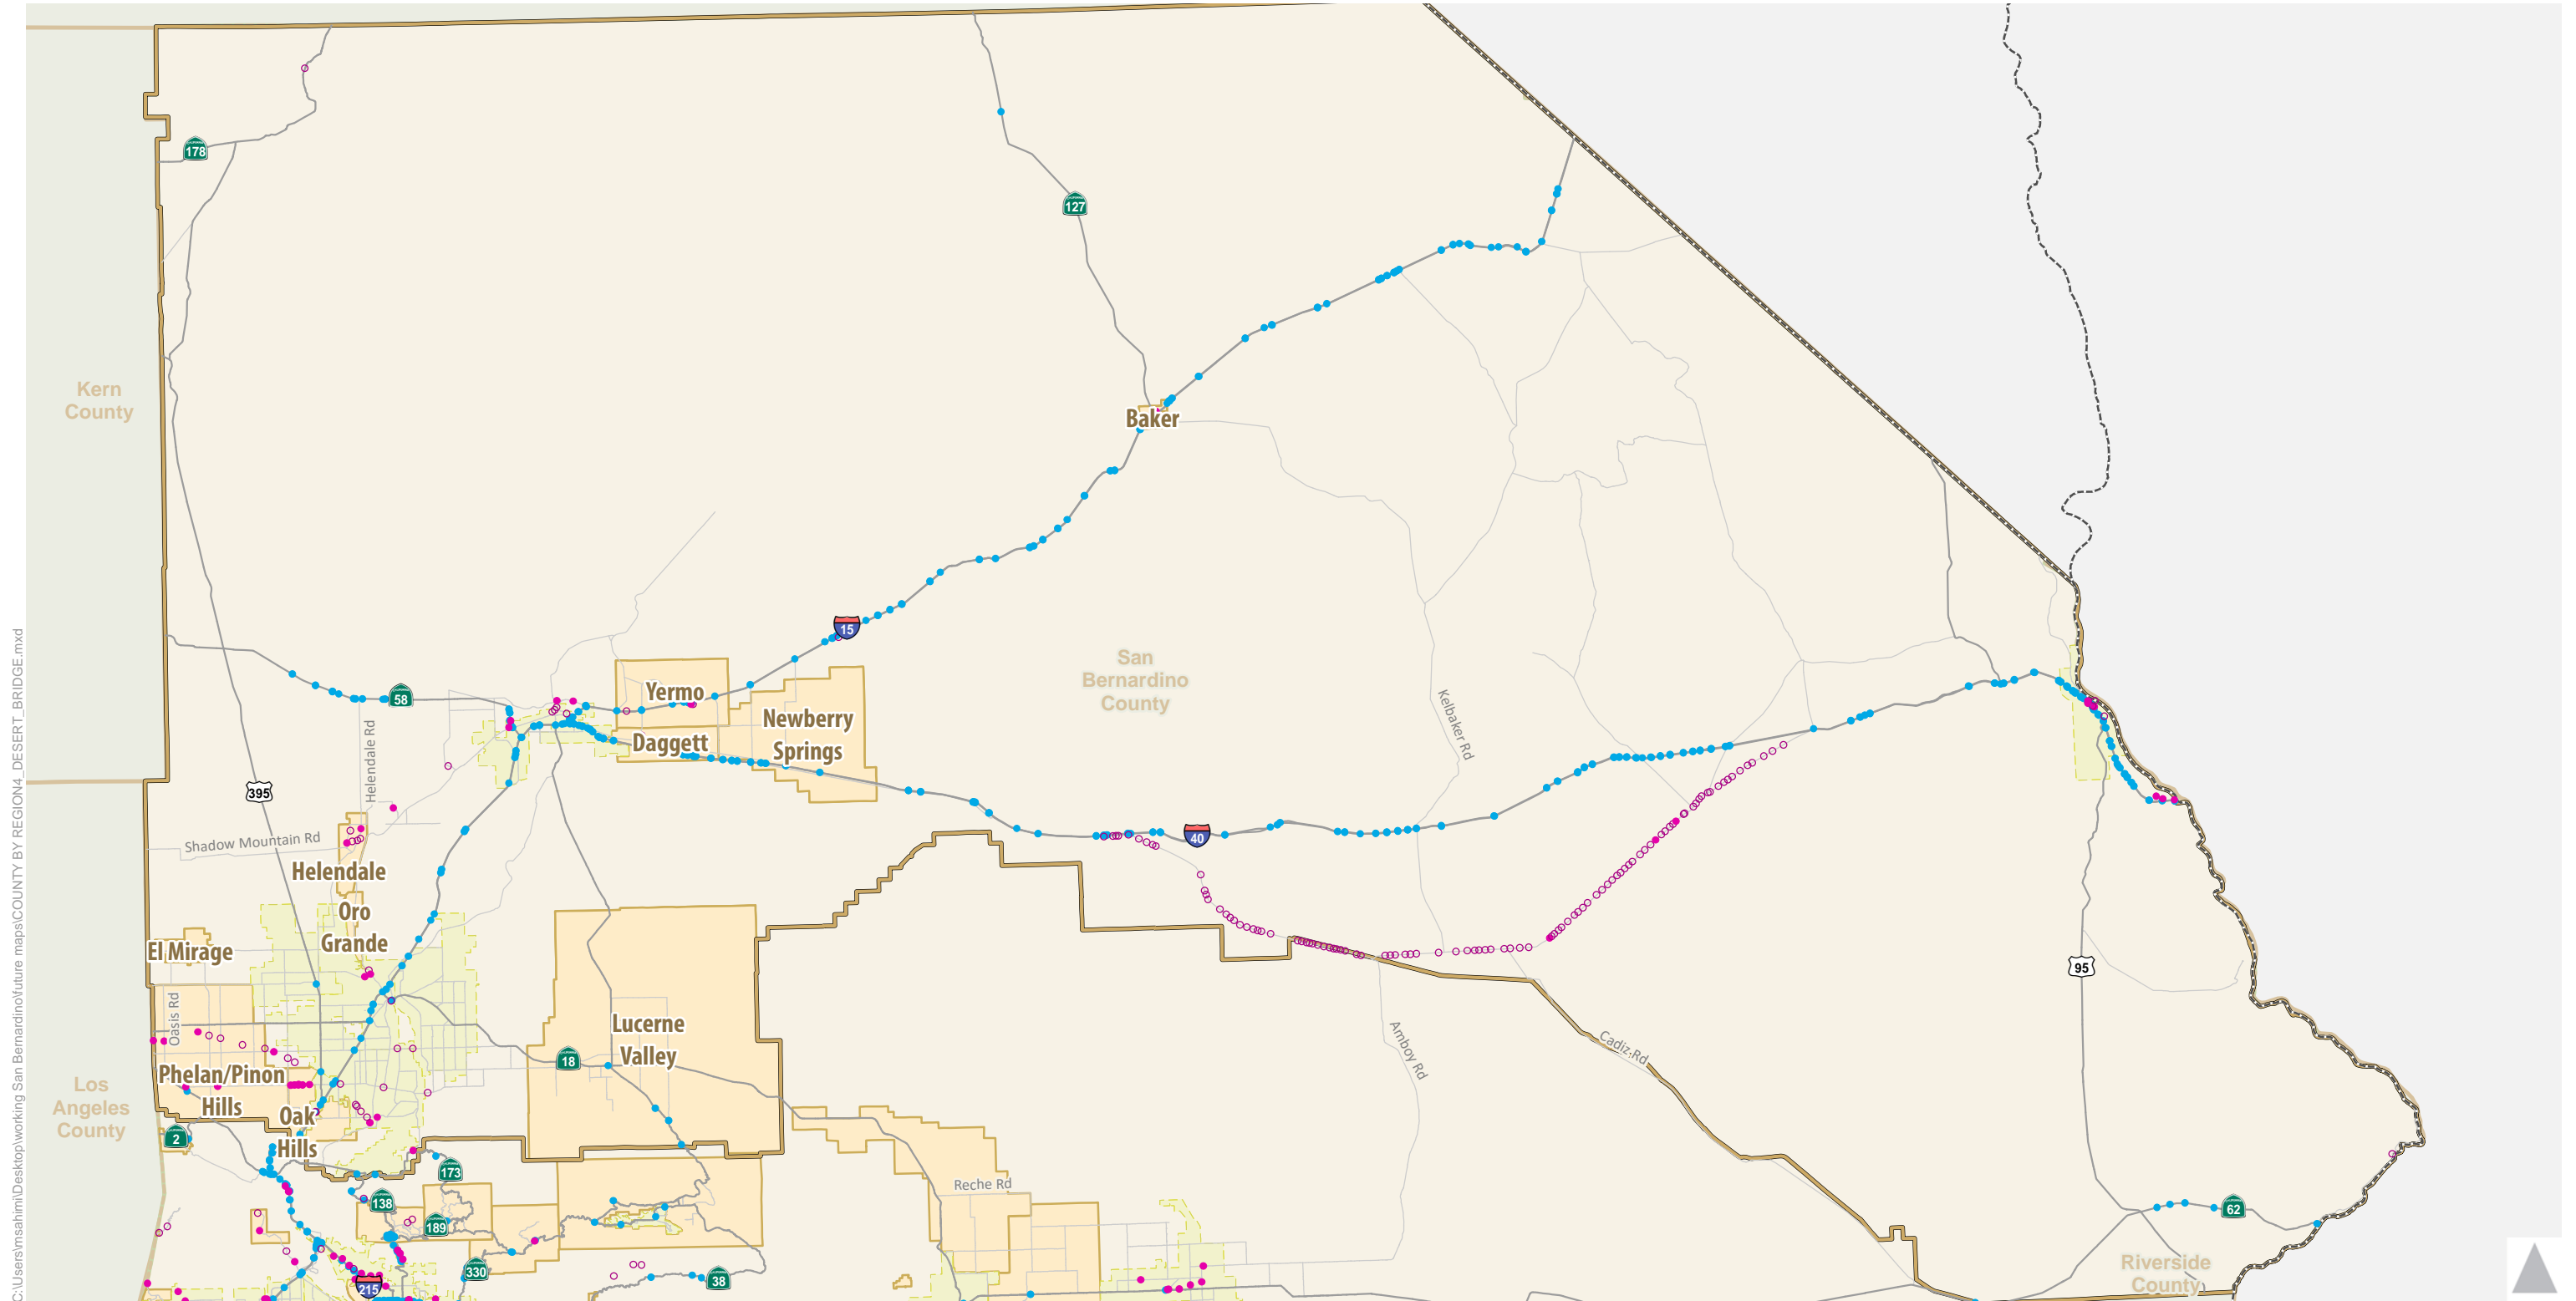 178
127
Kern
County
Baker
15
San
Bernardino
County
Yermo
58
Newberry
Springs
Daggett
Kelbaker Rd
Helendale Rd
395
40
Shadow Mountain Rd
Helendale
Oro
Grande
El Mirage
95
Oasis Rd
Lucerne
Valley
18
Amboy Rd
Cadiz Rd
Phelan/Pinon
Hills
Los
Angeles
County
Oak
Hills
2
173
Reche Rd
138
189
62
330
38
215
Riverside
County
C:\Users\msahimi\Desktop\working San Bernardino\future maps\COUNTY BY REGION4_DESERT_BRIDGE.mxd